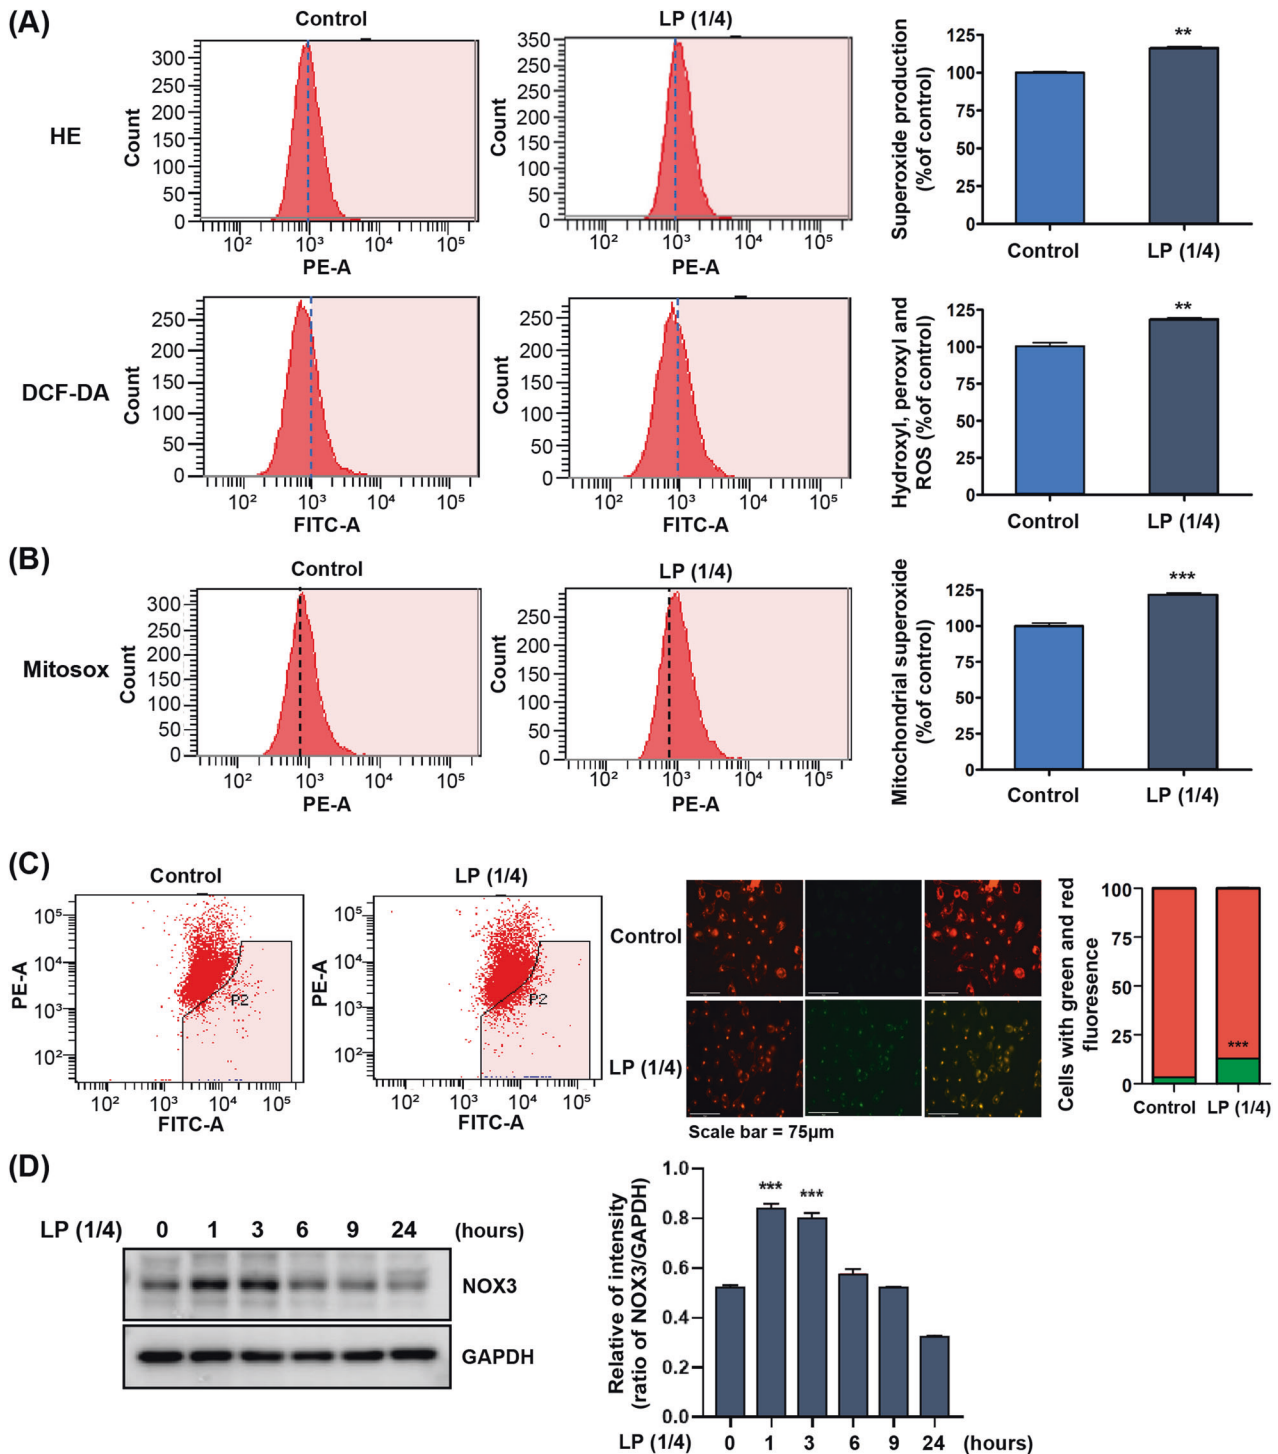 (A)
Control
LP (1/4)
HE
Count
300
250
200
150
100
50
0
10² 10³ 10⁴ 10⁵
PE-A
Count
350
300
250
200
150
100
50
0
10² 10³ 10⁴ 10⁵
PE-A
Superoxide production
(%of control)
125
100
75
50
25
0
**
Control LP (1/4)
DCF-DA
Count
250
200
150
100
50
0
10² 10³ 10⁴ 10⁵
FITC-A
Count
250
200
150
100
50
0
10² 10³ 10⁴ 10⁵
FITC-A
Hydroxyl, peroxyl and
ROS (%of control)
125
100
75
50
25
0
**
Control LP (1/4)
(B)
Control
LP (1/4)
Mitosox
Count
300
250
200
150
100
50
0
10² 10³ 10⁴ 10⁵
PE-A
Count
300
250
200
150
100
50
0
10² 10³ 10⁴ 10⁵
PE-A
Mitochondrial superoxide
(%of control)
125
100
75
50
25
0
***
Control LP (1/4)
(C)
Control
LP (1/4)
PE-A
10⁵
10⁴
10³
10²
P2
10² 10³ 10⁴ 10⁵
FITC-A
PE-A
10⁵
10⁴
10³
10²
P2
10² 10³ 10⁴ 10⁵
FITC-A
Control
LP (1/4)
Scale bar = 75µm
Cells with green and red
fluoresence
100
75
50
25
0
***
Control LP (1/4)
(D)
LP (1/4) 0 1 3 6 9 24 (hours)
NOX3
GAPDH
Relative of intensity
(ratio of NOX3/GAPDH)
1.0
0.8
0.6
0.4
0.2
0.0
*** ***
LP (1/4) 0 1 3 6 9 24 (hours)